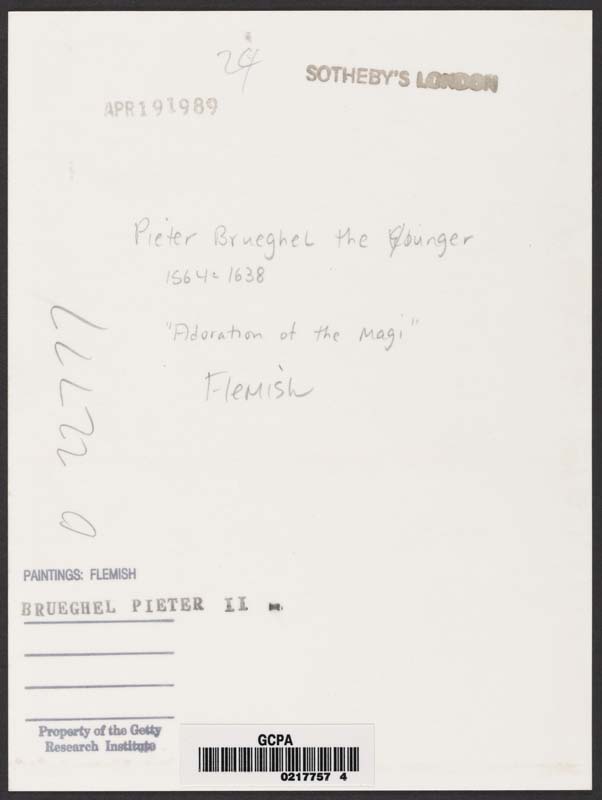 24
SOTHEBY'S LONDON
APR 19 1989
Pieter Brueghel the Younger
1564-1638
"Adoration of the Magi"
Flemish
0 22777
PAINTINGS: FLEMISH
BRUEGHEL PIETER II
Property of the Getty
Research Institute
GCPA
0217757 4